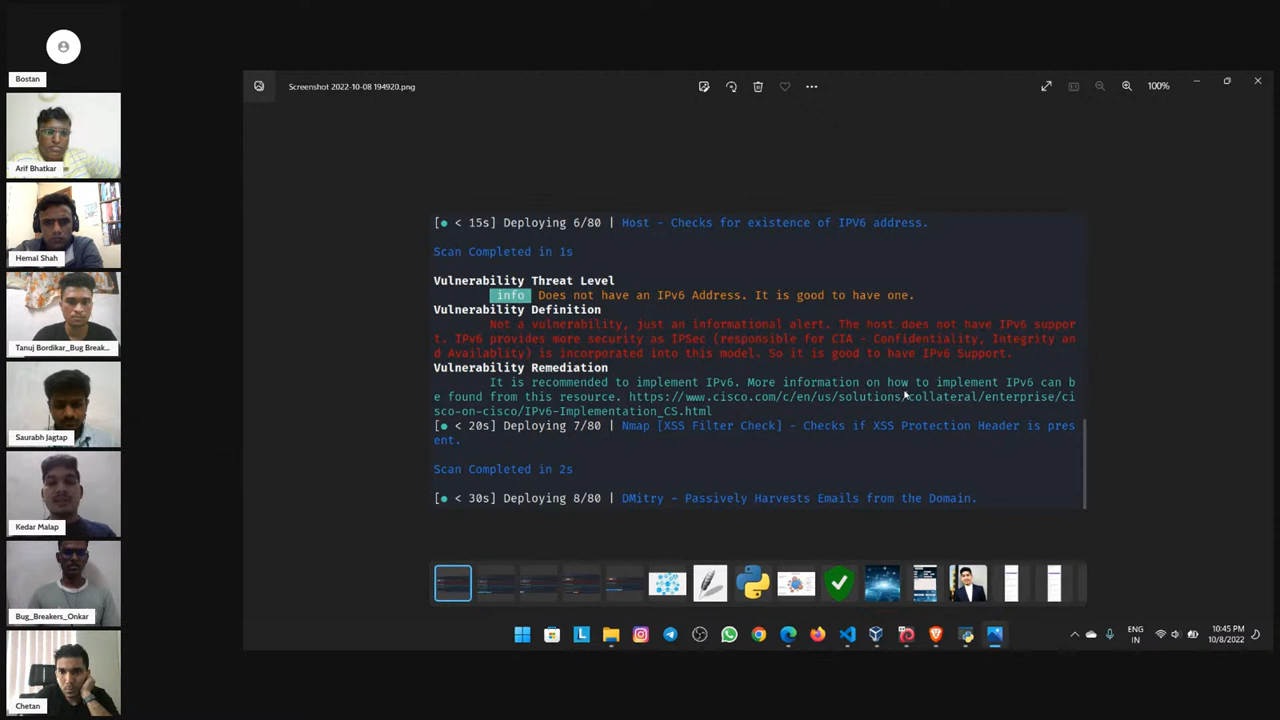 Bostan
Arif Bhatkar
Hemal Shah
Tanuj Bordikar_Bug Break...
Saurabh Jagtap
Kedar Malap
Bug_Breakers_Onkar
Chetan
Screenshot 2022-10-08 194920.png
100%
[● < 15s] Deploying 6/80 | Host - Checks for existence of IPV6 address.
Scan Completed in 1s
Vulnerability Threat Level
info Does not have an IPv6 Address. It is good to have one.
Vulnerability Definition
Not a vulnerability, just an informational alert. The host does not have IPv6 suppor
t. IPv6 provides more security as IPSec (responsible for CIA - Confidentiality, Integrity an
d Availablity) is incorporated into this model. So it is good to have IPv6 Support.
Vulnerability Remediation
It is recommended to implement IPv6. More information on how to implement IPv6 can b
e found from this resource. https://www.cisco.com/c/en/us/solutions/collateral/enterprise/ci
sco-on-cisco/IPv6-Implementation_CS.html
[● < 20s] Deploying 7/80 | Nmap [XSS Filter Check] - Checks if XSS Protection Header is pres
ent.
Scan Completed in 2s
[● < 30s] Deploying 8/80 | DMitry - Passively Harvests Emails from the Domain.
L
ENG
IN
10:45 PM
10/8/2022